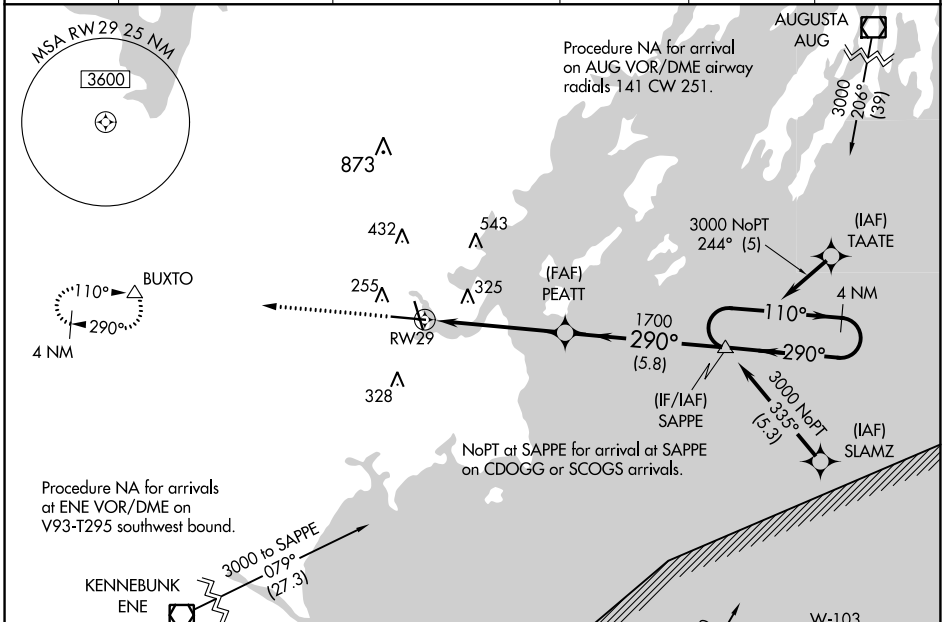 MSA RW29 25 NM
3600
AUGUSTA
AUG
Procedure NA for arrival
on AUG VOR/DME airway
radials 141 CW 251.
3000
206°
(39)
873
432
543
3000 NoPT
244° (5)
(IAF)
TAATE
BUXTO
110°
290°
4 NM
255
325
(FAF)
PEATT
4 NM
110°
RW29
1700
290°
(5.8)
290°
328
(IF/IAF)
SAPPE
3000 NoPT
335°
(5.3)
(IAF)
SLAMZ
NoPT at SAPPE for arrival at SAPPE
on CDOGG or SCOGS arrivals.
Procedure NA for arrivals
at ENE VOR/DME on
V93-T295 southwest bound.
3000 to SAPPE
079°
(27.3)
KENNEBUNK
ENE
W-103